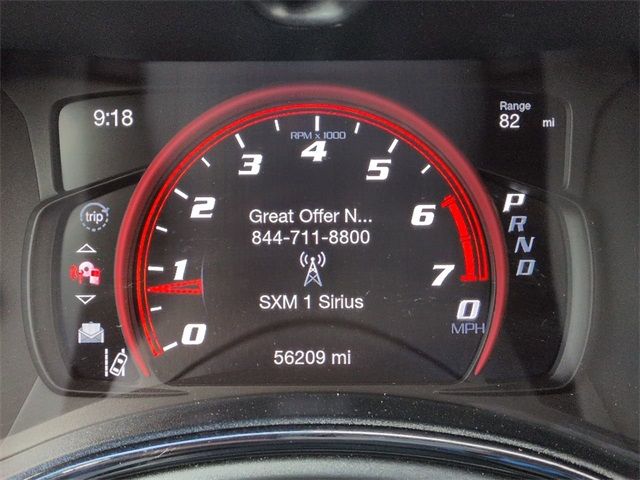 9:18
Range
82 mi
RPM x 1000
0
1
2
3
4
5
6
7
trip
Great Offer N...
844-711-8800
SXM 1 Sirius
56209 mi
P
R
N
D
0
MPH